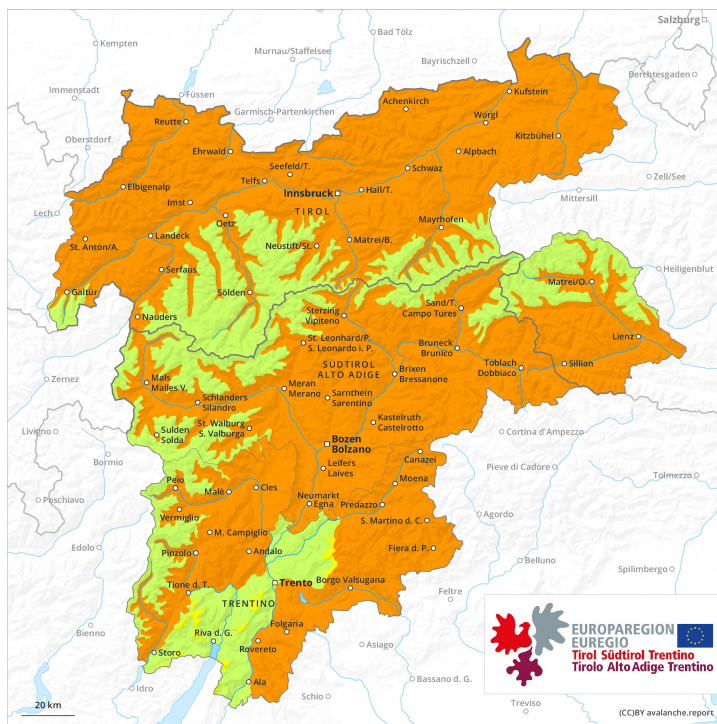 Salzburg
Bad Tölz
Kempten
Murnau/Staffelsee
Bayrischzell
Berchtesgaden
Immenstadt
Füssen
Achenkirch
Kufstein
Garmisch-Partenkirchen
Reutte
Wörgl
Oberstdorf
Kitzbühel
Ehrwald
Alpbach
Seefeld/T.
Schwaz
Zell/See
Elbigenalp
Telfs
Innsbruck
Hall/T.
Mittersill
Imst
TIROL
Lech
Oetz
Mayrhofen
St. Anton/A.
Landeck
Neustift/St.
Matrei/B.
Serfaus
Heiligenblut
Galtür
Sölden
Matrei/O.
Nauders
Sterzing
Vipiteno
Sand/T.
Campo Tures
Lienz
St. Leonhard/P.
S. Leonardo i. P.
Bruneck
Brunico
Toblach
Dobbiaco
Sillian
SÜDTIROL
ALTO ADIGE
Brixen
Bressanone
Zernez
Mals
Malles V.
Meran
Merano
Sarnthein
Sarentino
Schlanders
Silandro
St. Walburg
S. Valburga
Kastelruth
Castelrotto
Livigno
Sulden
Solda
Cortina d'Ampezzo
Bozen
Bolzano
Bormio
Canazei
Pieve di Cadore
Leifers
Laives
Tolmezzo
Peio
Malè
Cles
Moena
Poschiavo
Neumarkt
Egna
Predazzo
Vermiglio
Agordo
S. Martino d. C.
M. Campiglio
Edolo
Pinzolo
Andalo
Fiera d. P.
Belluno
Spilimbergo
Trento
Borgo Valsugana
Tione d. T.
Feltre
TRENTINO
Folgaria
Bienno
Riva d. G.
Rovereto
Asiago
Storo
Ala
Bassano d. G.
Idro
Schio
Treviso
20 km
EUROPAREGION
EUREGIO
Tirol Südtirol Trentino
Tirolo Alto Adige Trentino
(CC)BY avalanche.report